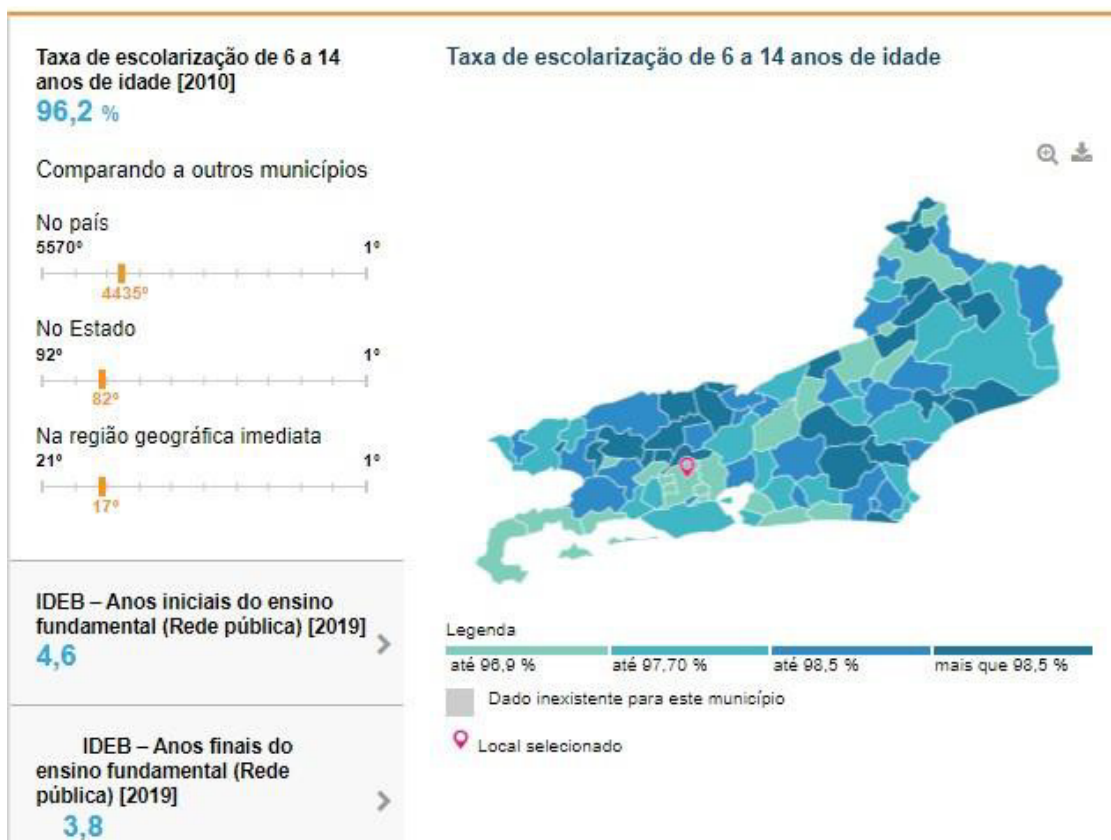 Taxa de escolarização de 6 a 14
anos de idade [2010]
96,2 %
Comparando a outros municípios
No país
5570º 1º
4435º
No Estado
92º 1º
82º
Na região geográfica imediata
21º 1º
17º
IDEB – Anos iniciais do ensino
fundamental (Rede pública) [2019]
4,6
IDEB – Anos finais do
ensino fundamental (Rede
pública) [2019]
3,8
Taxa de escolarização de 6 a 14 anos de idade
Legenda
até 96,9 % até 97,70 % até 98,5 % mais que 98,5 %
Dado inexistente para este município
Local selecionado